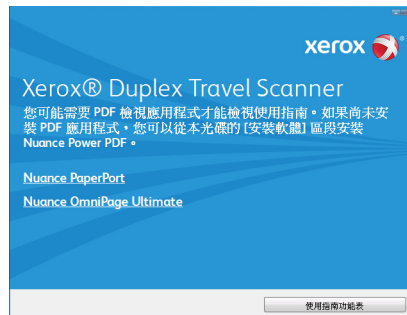 xerox
Xerox® Duplex Travel Scanner
您可能需要 PDF 檢視應用程式才能檢視使用指南。如果尚未安
裝 PDF 應用程式，您可以從本光碟的 [安裝軟體] 區段安裝
Nuance Power PDF。
Nuance PaperPort
Nuance OmniPage Ultimate
使用指南功能表